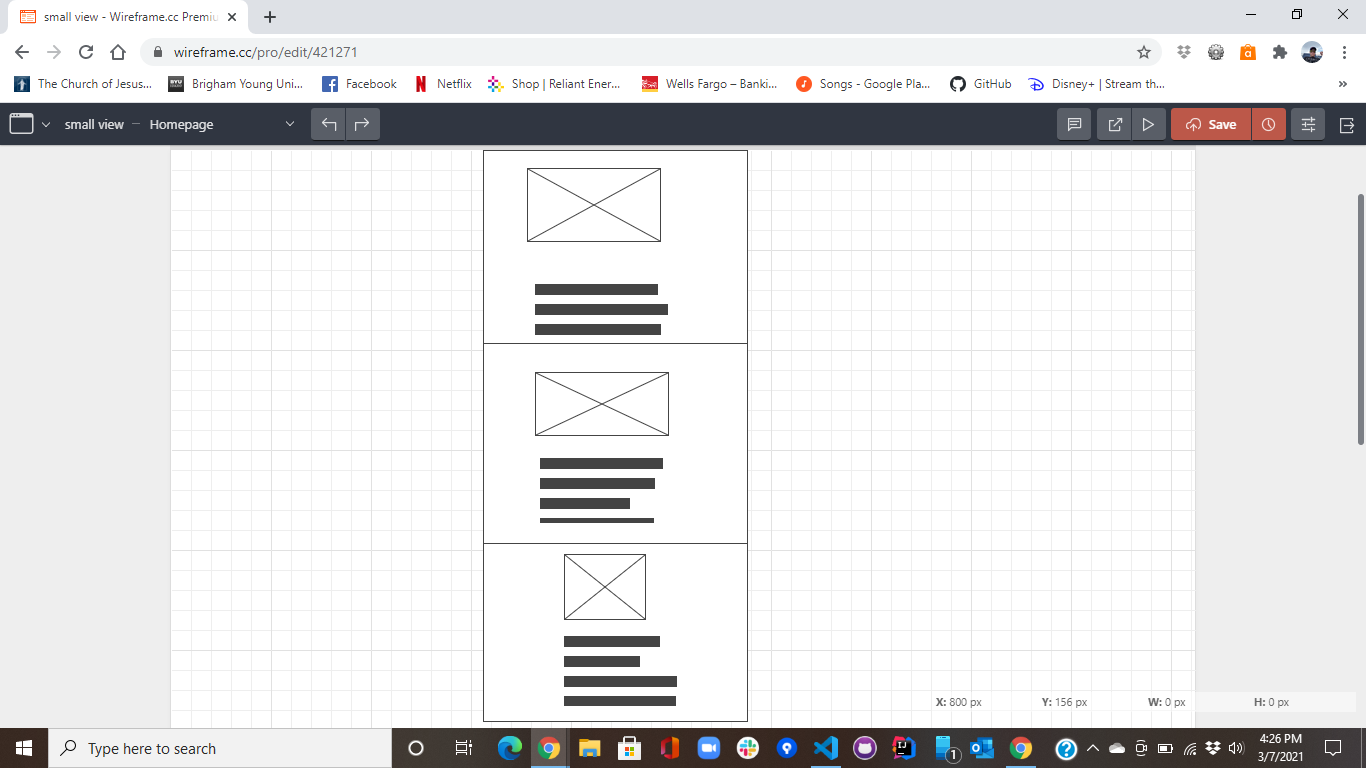 small view - Wireframe.cc Premiu
wireframe.cc/pro/edit/421271
The Church of Jesus...
BYU
Brigham Young Uni...
Facebook
Netflix
Shop | Reliant Ener...
Wells Fargo – Banki...
Songs - Google Pla...
GitHub
Disney+ | Stream th...
»
small view – Homepage
Save
X: 800 px Y: 156 px W: 0 px H: 0 px
Type here to search
1
4:26 PM
3/7/2021